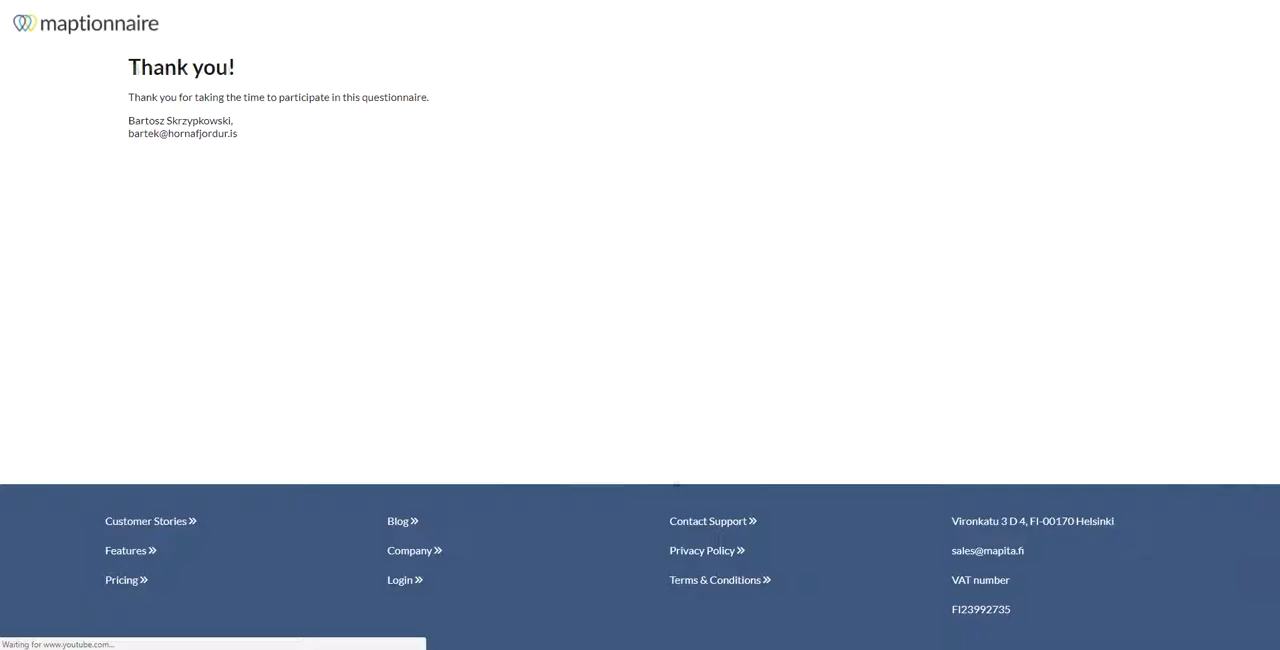 maptionnaire
Thank you!
Thank you for taking the time to participate in this questionnaire.
Bartosz Skrzypkowski,
bartek@hornafjordur.is
Customer Stories »
Blog »
Contact Support »
Vironkatu 3 D 4, FI-00170 Helsinki
Features »
Company »
Privacy Policy »
sales@mapita.fi
Pricing »
Login »
Terms & Conditions »
VAT number
FI23992735
Waiting for www.youtube.com...